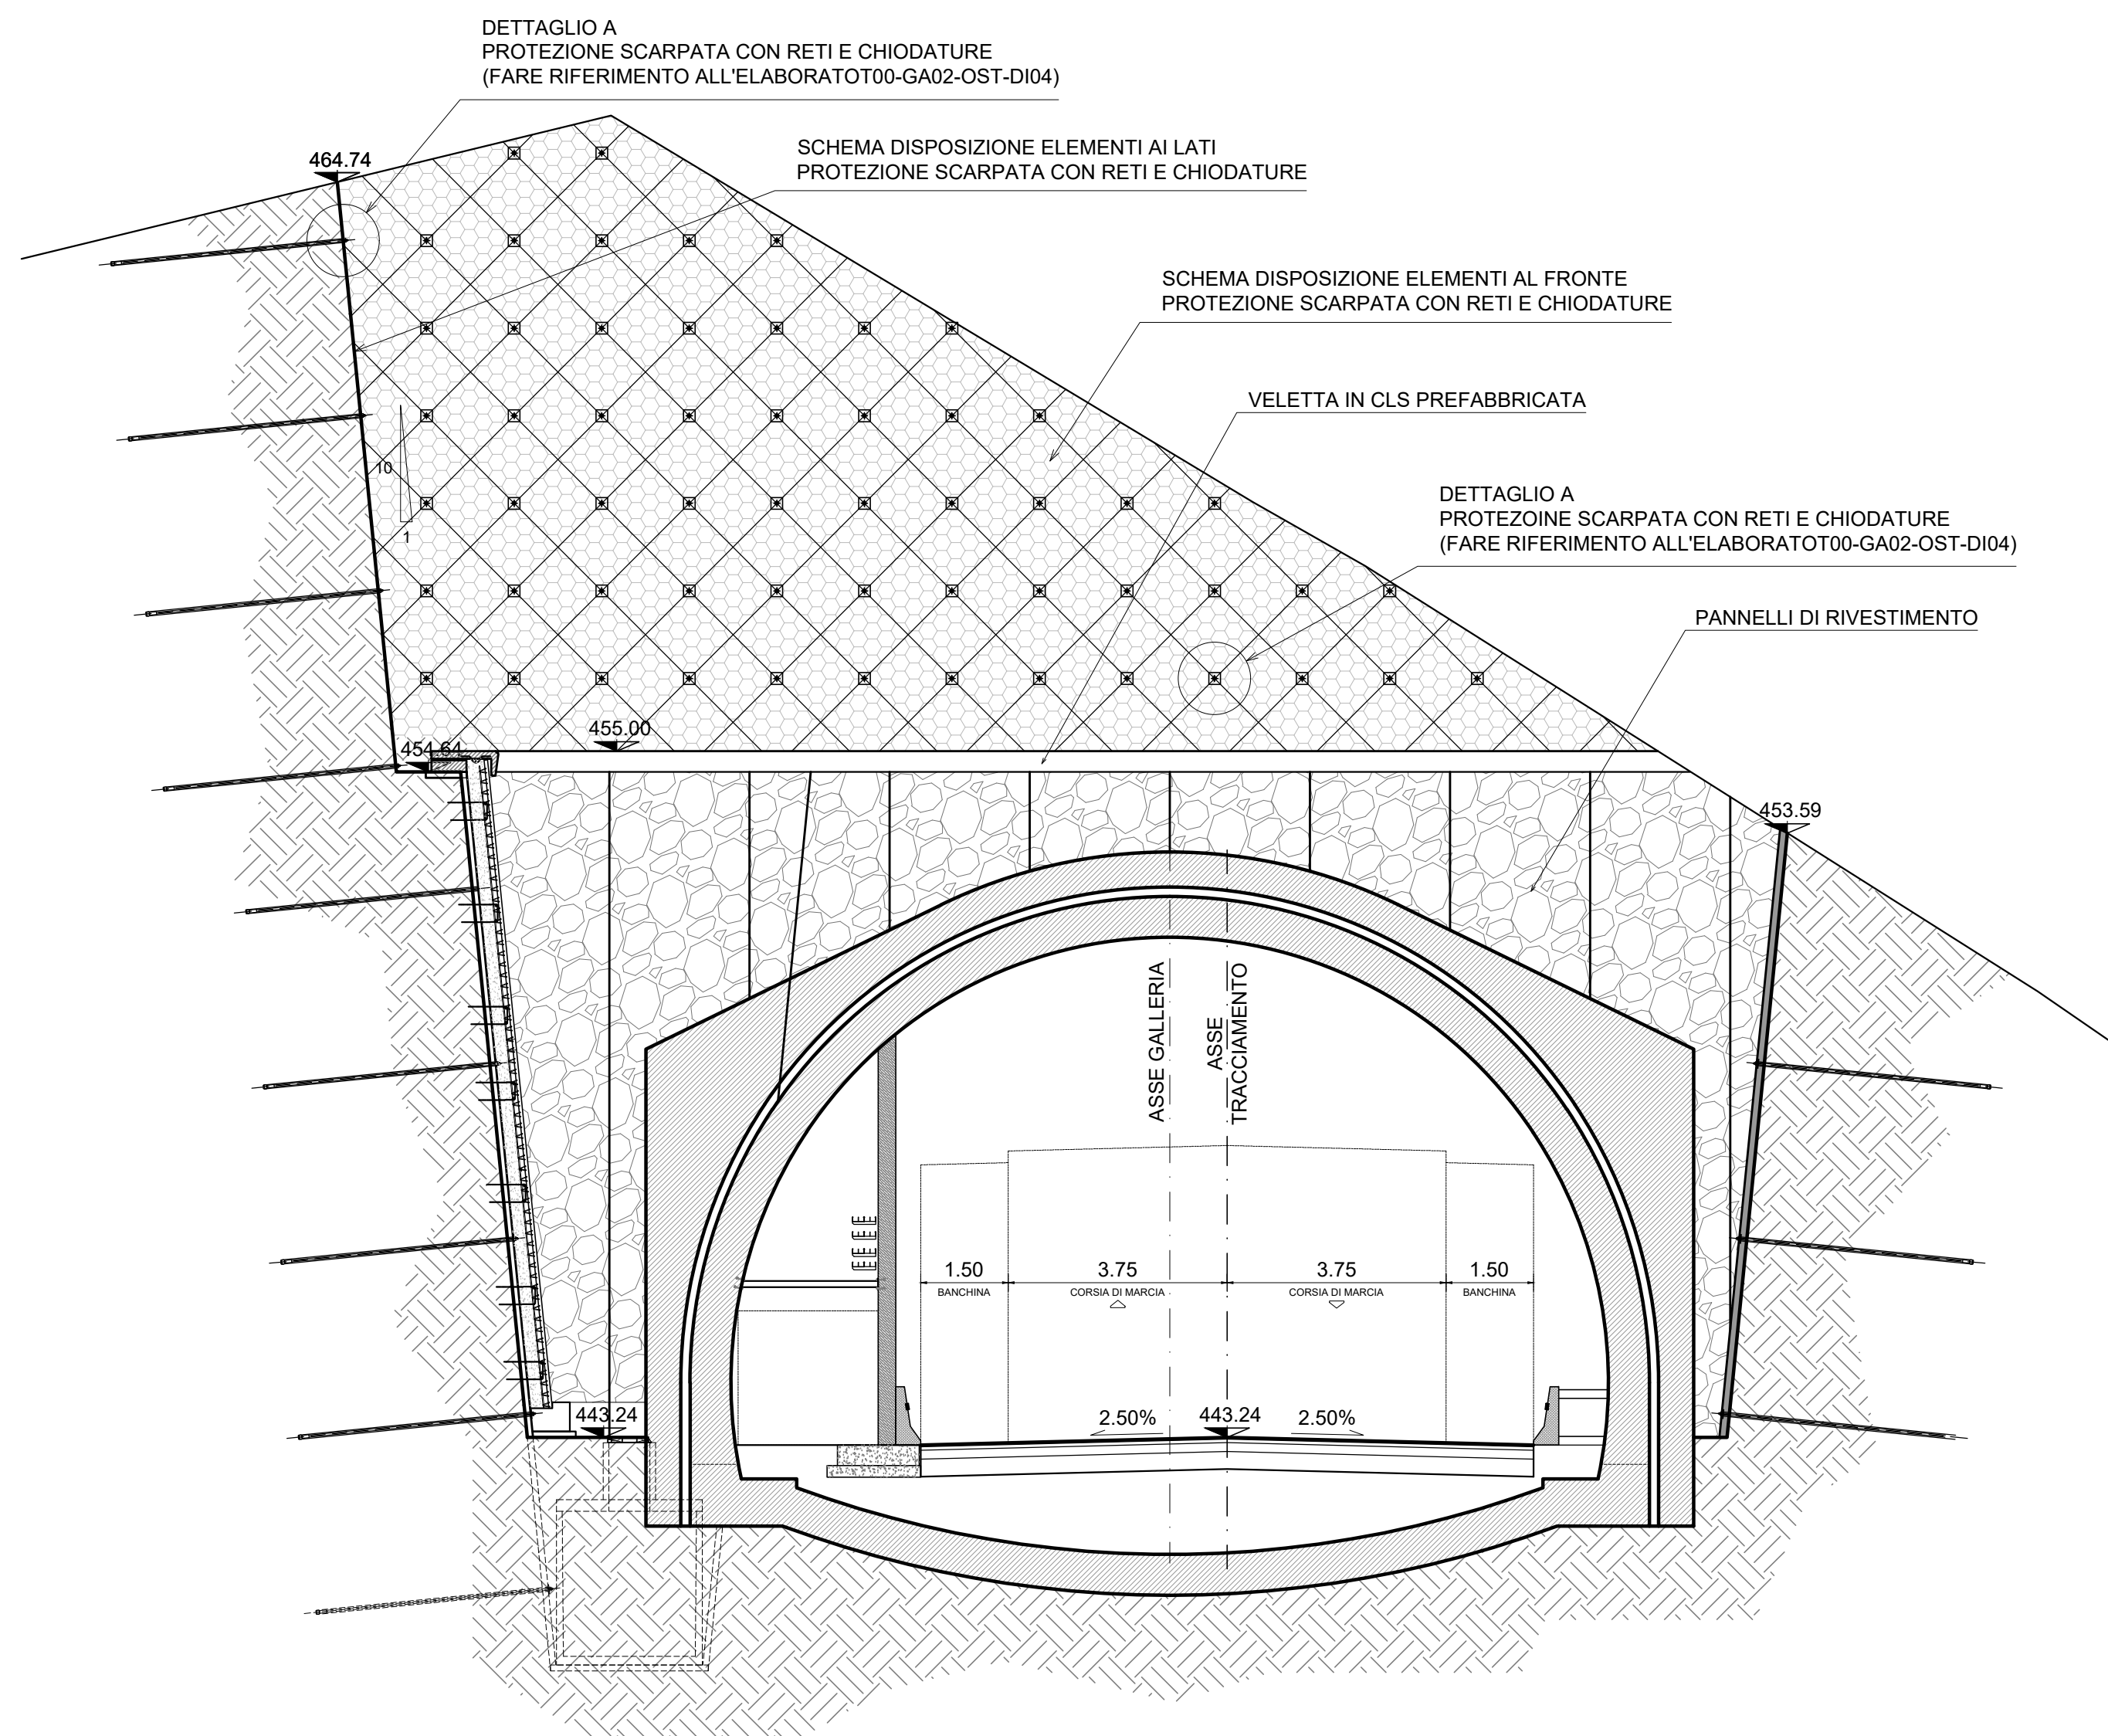 DETTAGLIO A
PROTEZIONE SCARPATA CON RETI E CHIODATURE
(FARE RIFERIMENTO ALL'ELABORATOT00-GA02-OST-DI04)
464.74
SCHEMA DISPOSIZIONE ELEMENTI AI LATI
PROTEZIONE SCARPATA CON RETI E CHIODATURE
SCHEMA DISPOSIZIONE ELEMENTI AL FRONTE
PROTEZIONE SCARPATA CON RETI E CHIODATURE
VELETTA IN CLS PREFABBRICATA
10
1
DETTAGLIO A
PROTEZOINE SCARPATA CON RETI E CHIODATURE
(FARE RIFERIMENTO ALL'ELABORATOT00-GA02-OST-DI04)
PANNELLI DI RIVESTIMENTO
455.00
454.64
453.59
ASSE GALLERIA
ASSE
TRACCIAMENTO
1.50
3.75
3.75
1.50
BANCHINA
CORSIA DI MARCIA
CORSIA DI MARCIA
BANCHINA
443.24
2.50%
443.24
2.50%